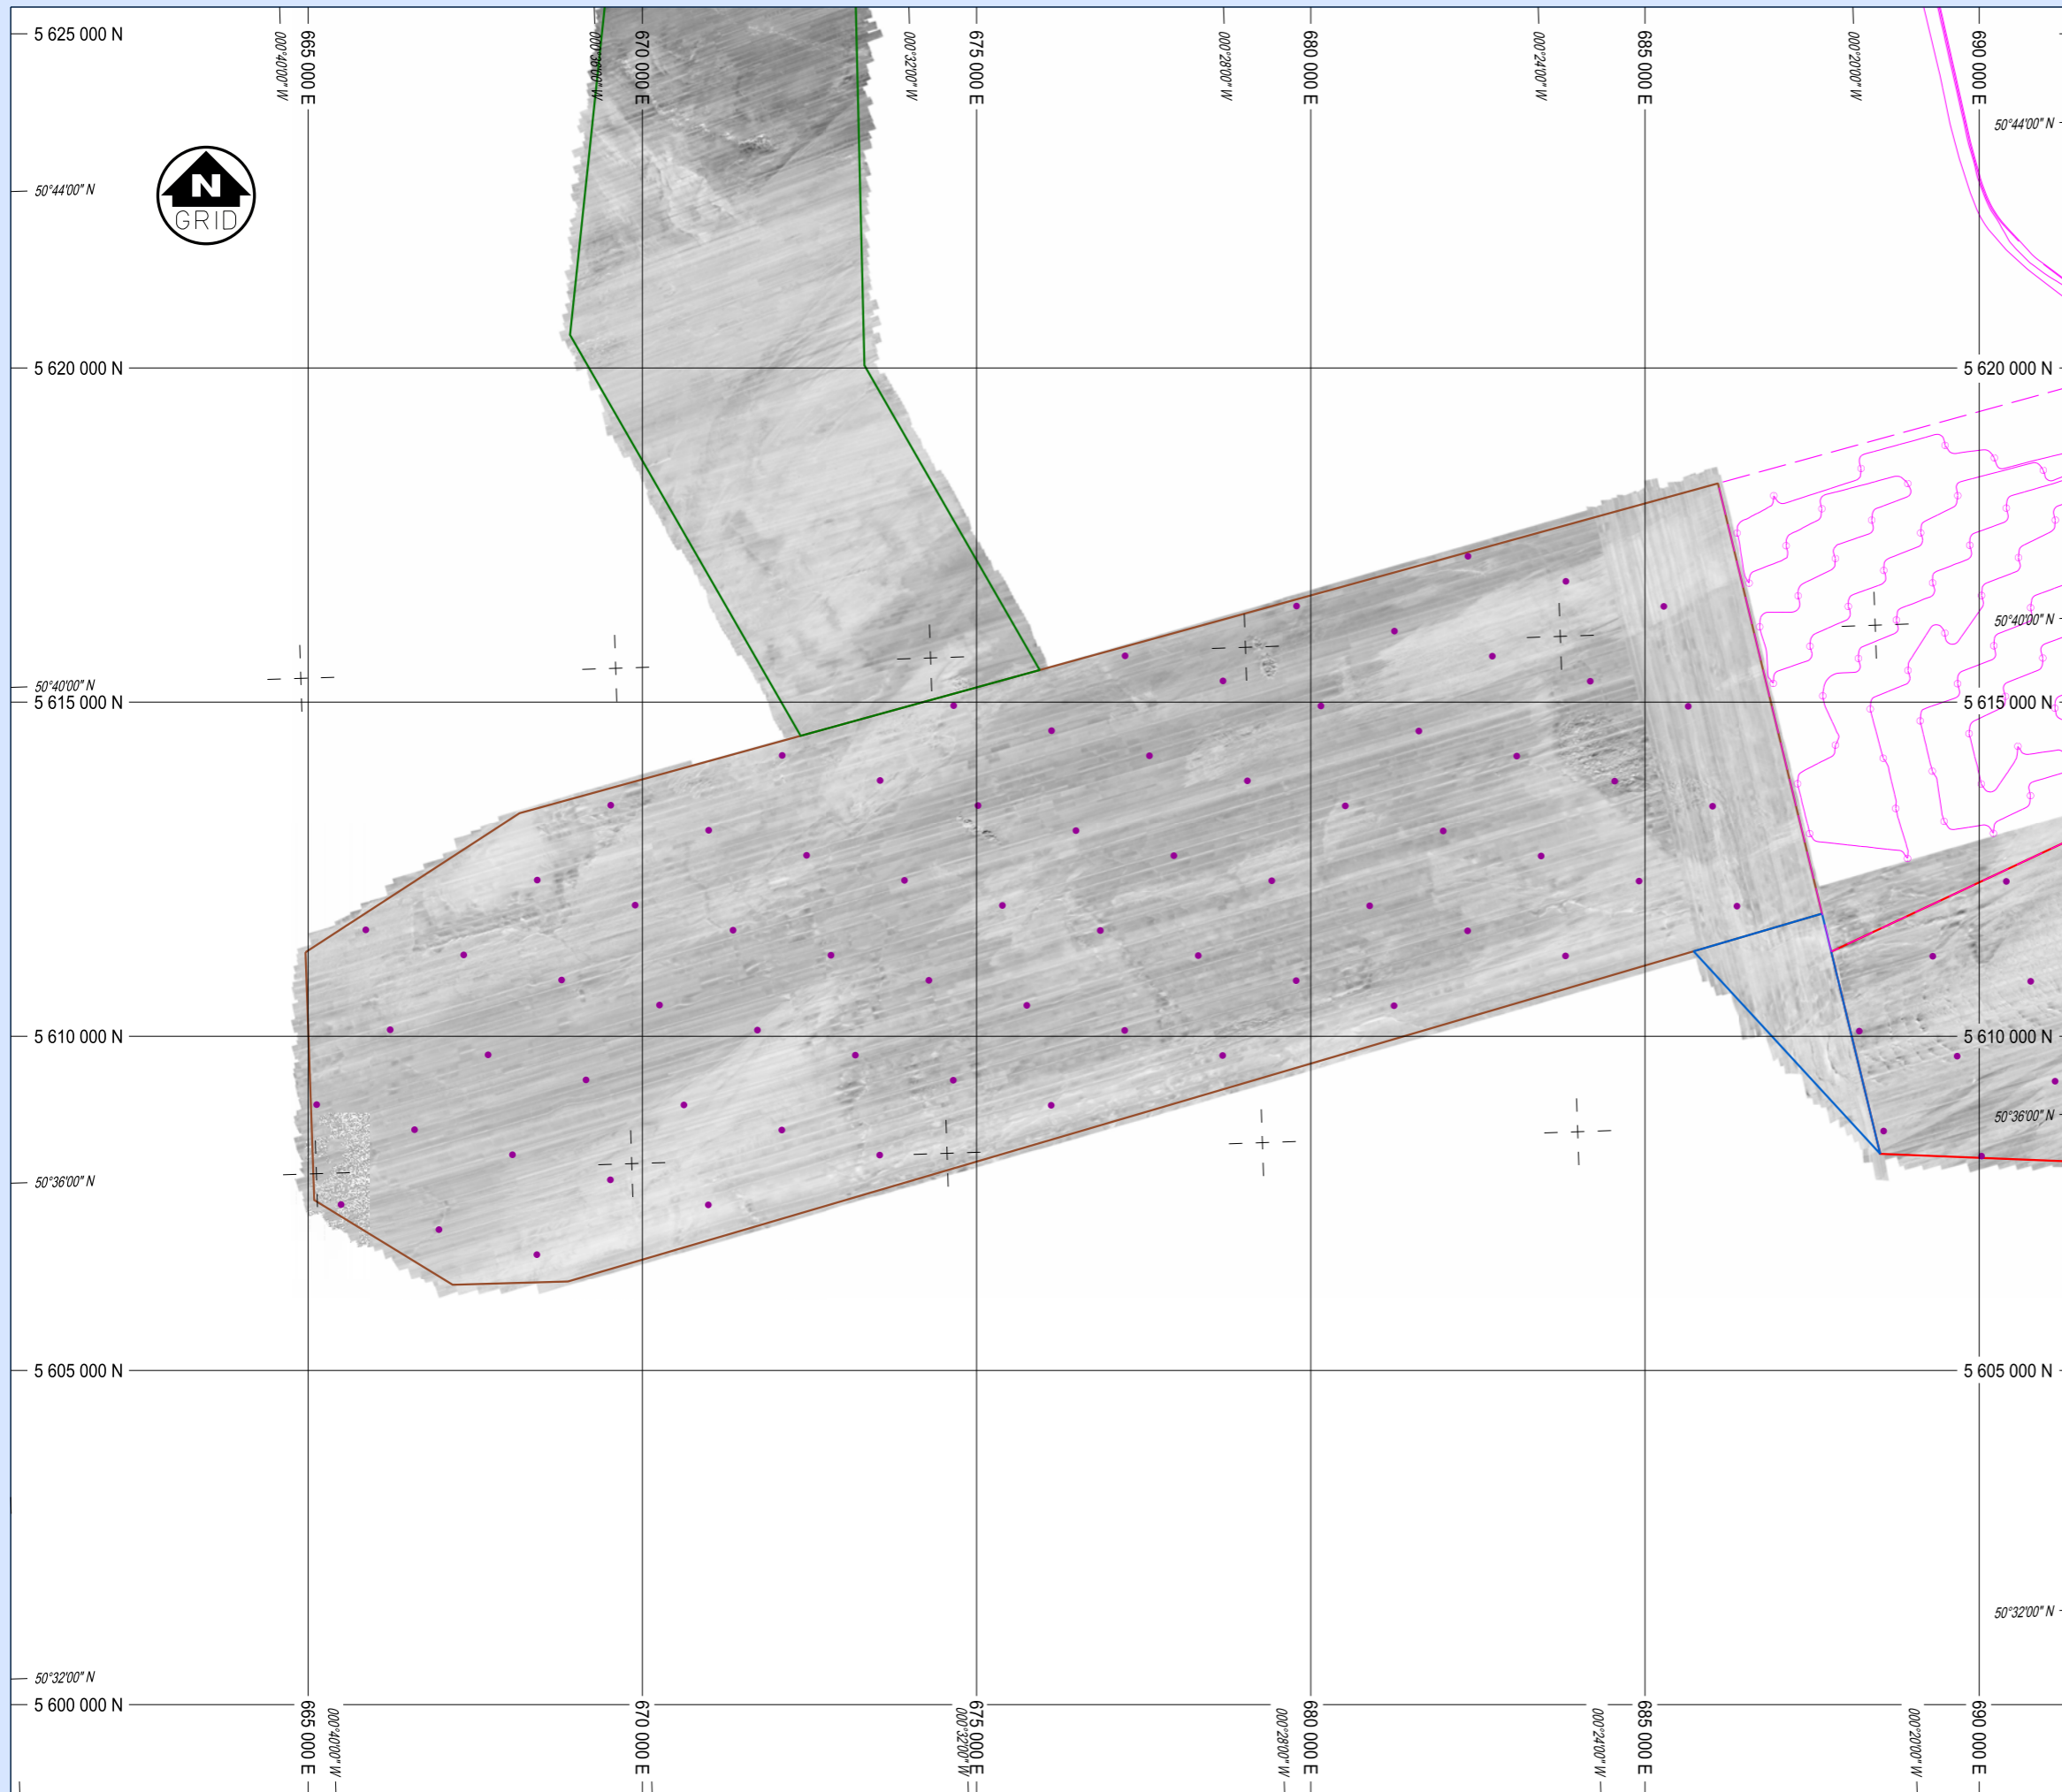 5 625 000 N
000°40'00" W
665 000 E
000°36'00" W
670 000 E
000°32'00" W
675 000 E
000°28'00" W
680 000 E
000°24'00" W
685 000 E
000°20'00" W
690 000 E
50°44'00" N
50°44'00" N
N
GRID
5 620 000 N
5 620 000 N
50°40'00" N
50°40'00" N
5 615 000 N
5 615 000 N
5 610 000 N
5 610 000 N
50°36'00" N
50°36'00" N
5 605 000 N
5 605 000 N
50°32'00" N
50°32'00" N
5 600 000 N
665 000 E
000°40'00" W
670 000 E
000°32'00" W
675 000 E
000°28'00" W
680 000 E
000°24'00" W
685 000 E
000°20'00" W
690 000 E